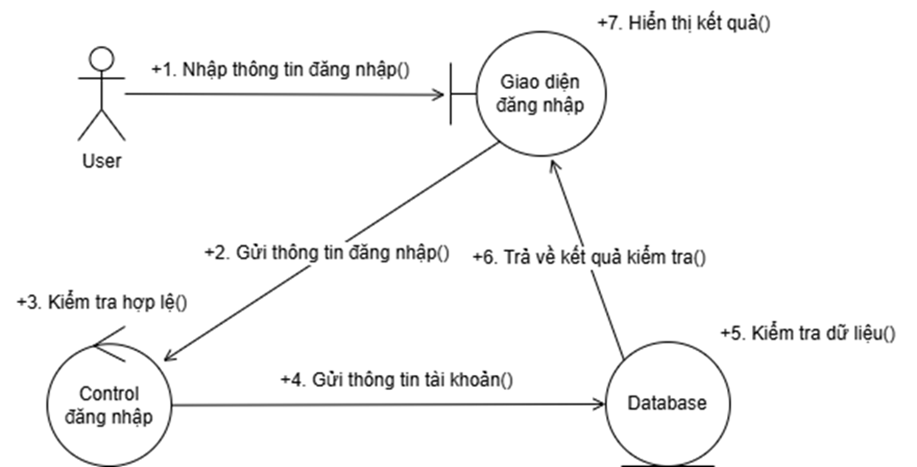 +7. Hiển thị kết quả()
+1. Nhập thông tin đăng nhập()
Giao diện
đăng nhập
User
+2. Gửi thông tin đăng nhập()
+6. Trả về kết quả kiểm tra()
+3. Kiểm tra hợp lệ()
+5. Kiểm tra dữ liệu()
+4. Gửi thông tin tài khoản()
Control
đăng nhập
Database